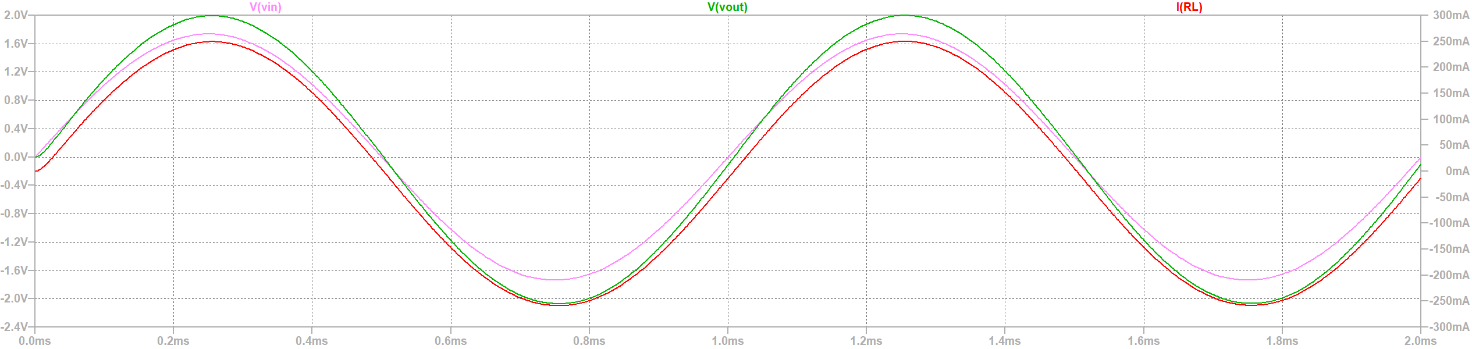 V(vin) V(vout) I(RL)
2.0V 300mA
1.6V 250mA
1.2V 200mA
0.8V 150mA
0.4V 100mA
0.0V 50mA
-0.4V 0mA
-0.8V -50mA
-1.2V -100mA
-1.6V -150mA
-2.0V -200mA
-2.4V -250mA
-300mA
0.0ms 0.2ms 0.4ms 0.6ms 0.8ms 1.0ms 1.2ms 1.4ms 1.6ms 1.8ms 2.0ms